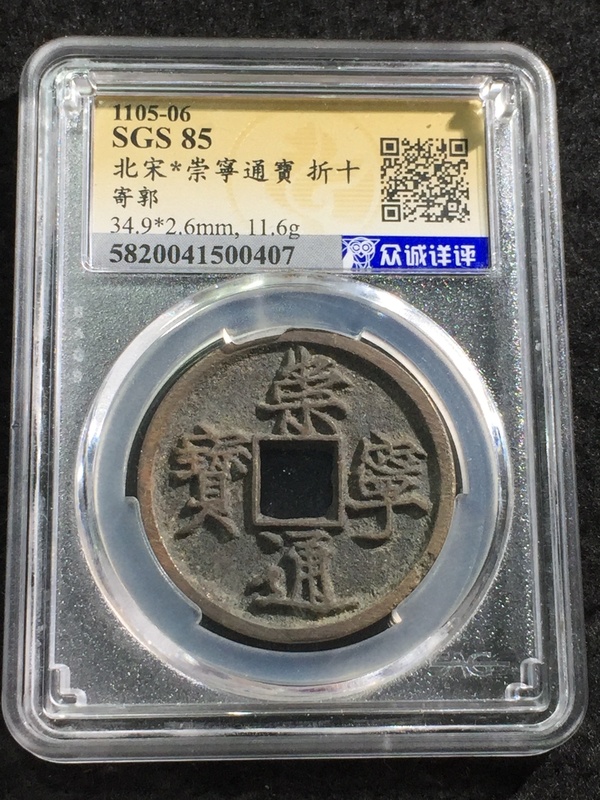 1105-06
SGS 85
北宋*崇寧通寶 折十
寄郭
34.9*2.6mm, 11.6g
5820041500407
众诚详评
崇
寶 寧
通